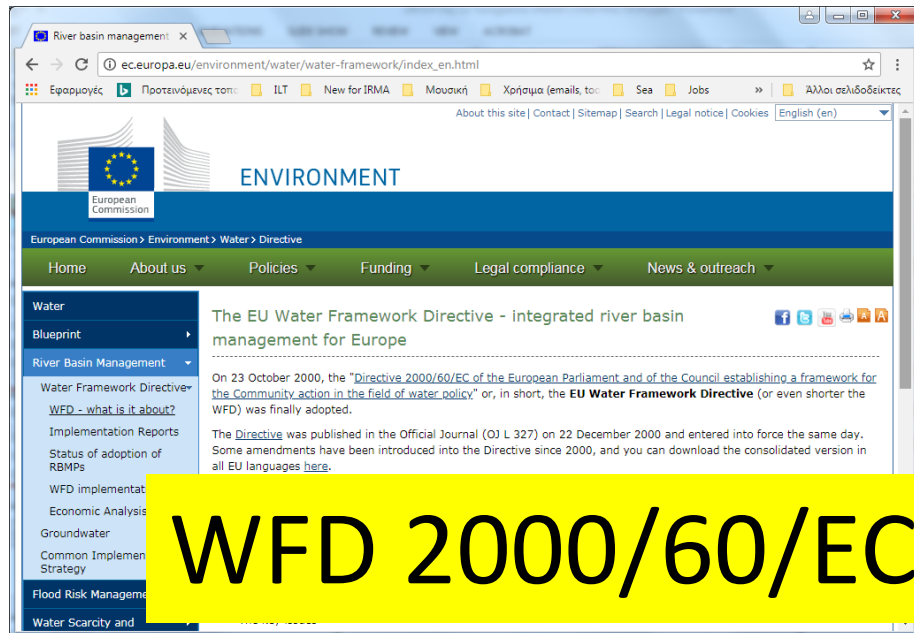 River basin management
ec.europa.eu/environment/water/water-framework/index_en.html
Εφαρμογές Προτεινόμενες τοπο ILT New for IRMA Μουσική Χρήσιμα (emails, too Sea Jobs » Άλλοι σελιδοδείκτες
About this site | Contact | Sitemap | Search | Legal notice | Cookies English (en)
European
Commission
ENVIRONMENT
European Commission > Environment > Water > Directive
Home About us Policies Funding Legal compliance News & outreach
Water
Blueprint
River Basin Management
Water Framework Directive
WFD - what is it about?
Implementation Reports
Status of adoption of
RBMPs
WFD implementat
Economic Analysis
Groundwater
Common Implemen
Strategy
Flood Risk Manageme
Water Scarcity and
The EU Water Framework Directive - integrated river basin
management for Europe
On 23 October 2000, the "Directive 2000/60/EC of the European Parliament and of the Council establishing a framework for
the Community action in the field of water policy" or, in short, the EU Water Framework Directive (or even shorter the
WFD) was finally adopted.
The Directive was published in the Official Journal (OJ L 327) on 22 December 2000 and entered into force the same day.
Some amendments have been introduced into the Directive since 2000, and you can download the consolidated version in
all EU languages here.
WFD 2000/60/EC